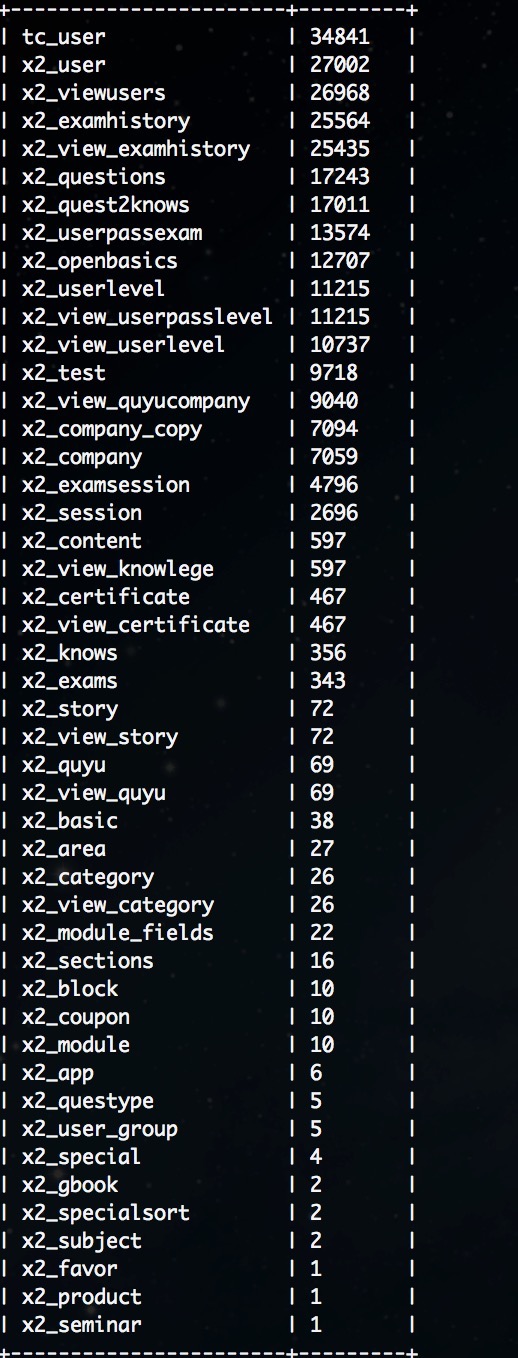 +-----------------------+---------+
| tc_user | 34841 |
| x2_user | 27002 |
| x2_viewusers | 26968 |
| x2_examhistory | 25564 |
| x2_view_examhistory | 25435 |
| x2_questions | 17243 |
| x2_quest2knows | 17011 |
| x2_userpassexam | 13574 |
| x2_openbasics | 12707 |
| x2_userlevel | 11215 |
| x2_view_userpasslevel | 11215 |
| x2_view_userlevel | 10737 |
| x2_test | 9718 |
| x2_view_quyucompany | 9040 |
| x2_company_copy | 7094 |
| x2_company | 7059 |
| x2_examsession | 4796 |
| x2_session | 2696 |
| x2_content | 597 |
| x2_view_knowlege | 597 |
| x2_certificate | 467 |
| x2_view_certificate | 467 |
| x2_knows | 356 |
| x2_exams | 343 |
| x2_story | 72 |
| x2_view_story | 72 |
| x2_quyu | 69 |
| x2_view_quyu | 69 |
| x2_basic | 38 |
| x2_area | 27 |
| x2_category | 26 |
| x2_view_category | 26 |
| x2_module_fields | 22 |
| x2_sections | 16 |
| x2_block | 10 |
| x2_coupon | 10 |
| x2_module | 10 |
| x2_app | 6 |
| x2_questype | 5 |
| x2_user_group | 5 |
| x2_special | 4 |
| x2_gbook | 2 |
| x2_specialsort | 2 |
| x2_subject | 2 |
| x2_favor | 1 |
| x2_product | 1 |
| x2_seminar | 1 |
+-----------------------+---------+